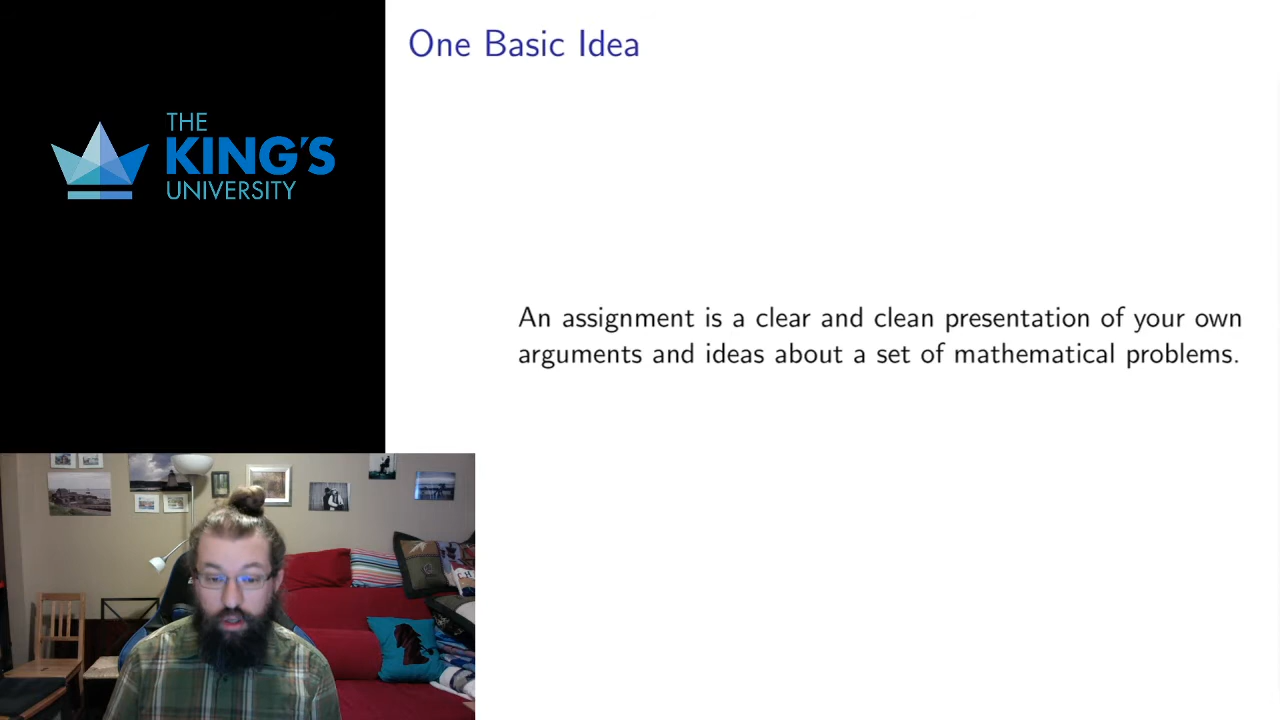 One Basic Idea
THE
KING'S
UNIVERSITY
An assignment is a clear and clean presentation of your own
arguments and ideas about a set of mathematical problems.